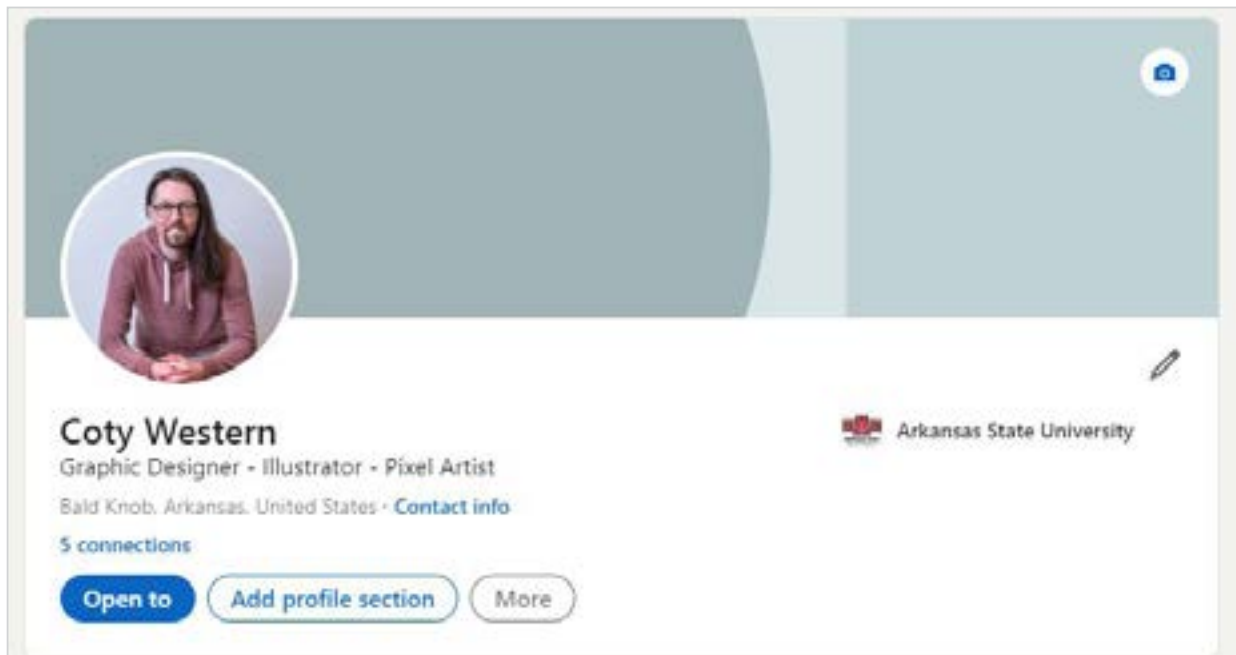 Coty Western
Arkansas State University
Graphic Designer - Illustrator - Pixel Artist
Bald Knob, Arkansas, United States · Contact info
5 connections
Open to
Add profile section
More